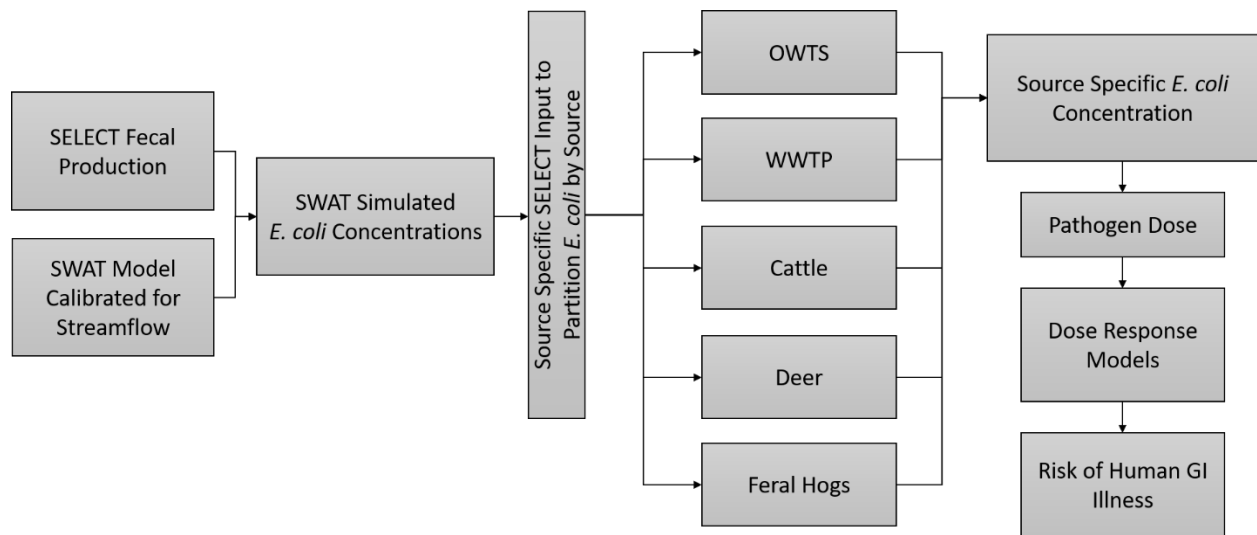 SELECT Fecal
Production
SWAT Model
Calibrated for
Streamflow
SWAT Simulated
E. coli Concentrations
Source Specific SELECT Input to
Partition E. coli by Source
OWTS
WWTP
Cattle
Deer
Feral Hogs
Source Specific E. coli
Concentration
Pathogen Dose
Dose Response
Models
Risk of Human GI
Illness